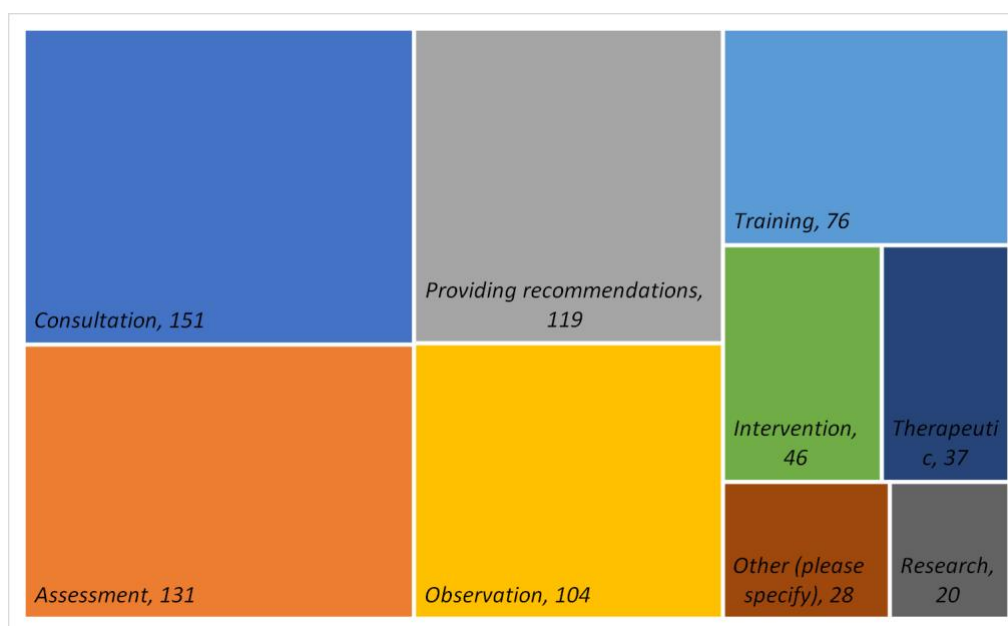 Consultation, 151
Assessment, 131
Providing recommendations,
119
Observation, 104
Training, 76
Intervention,
46
Therapeuti
c, 37
Other (please
specify), 28
Research,
20